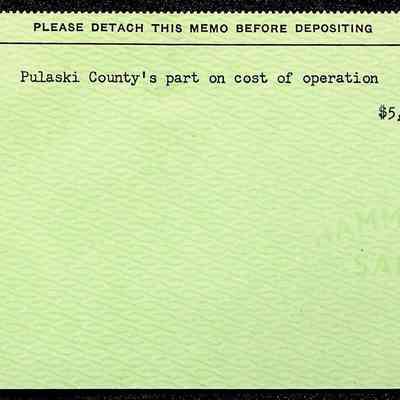 PLEASE DETACH THIS MEMO BEFORE DEPOSITING
Pulaski County's part on cost of operation
$5,